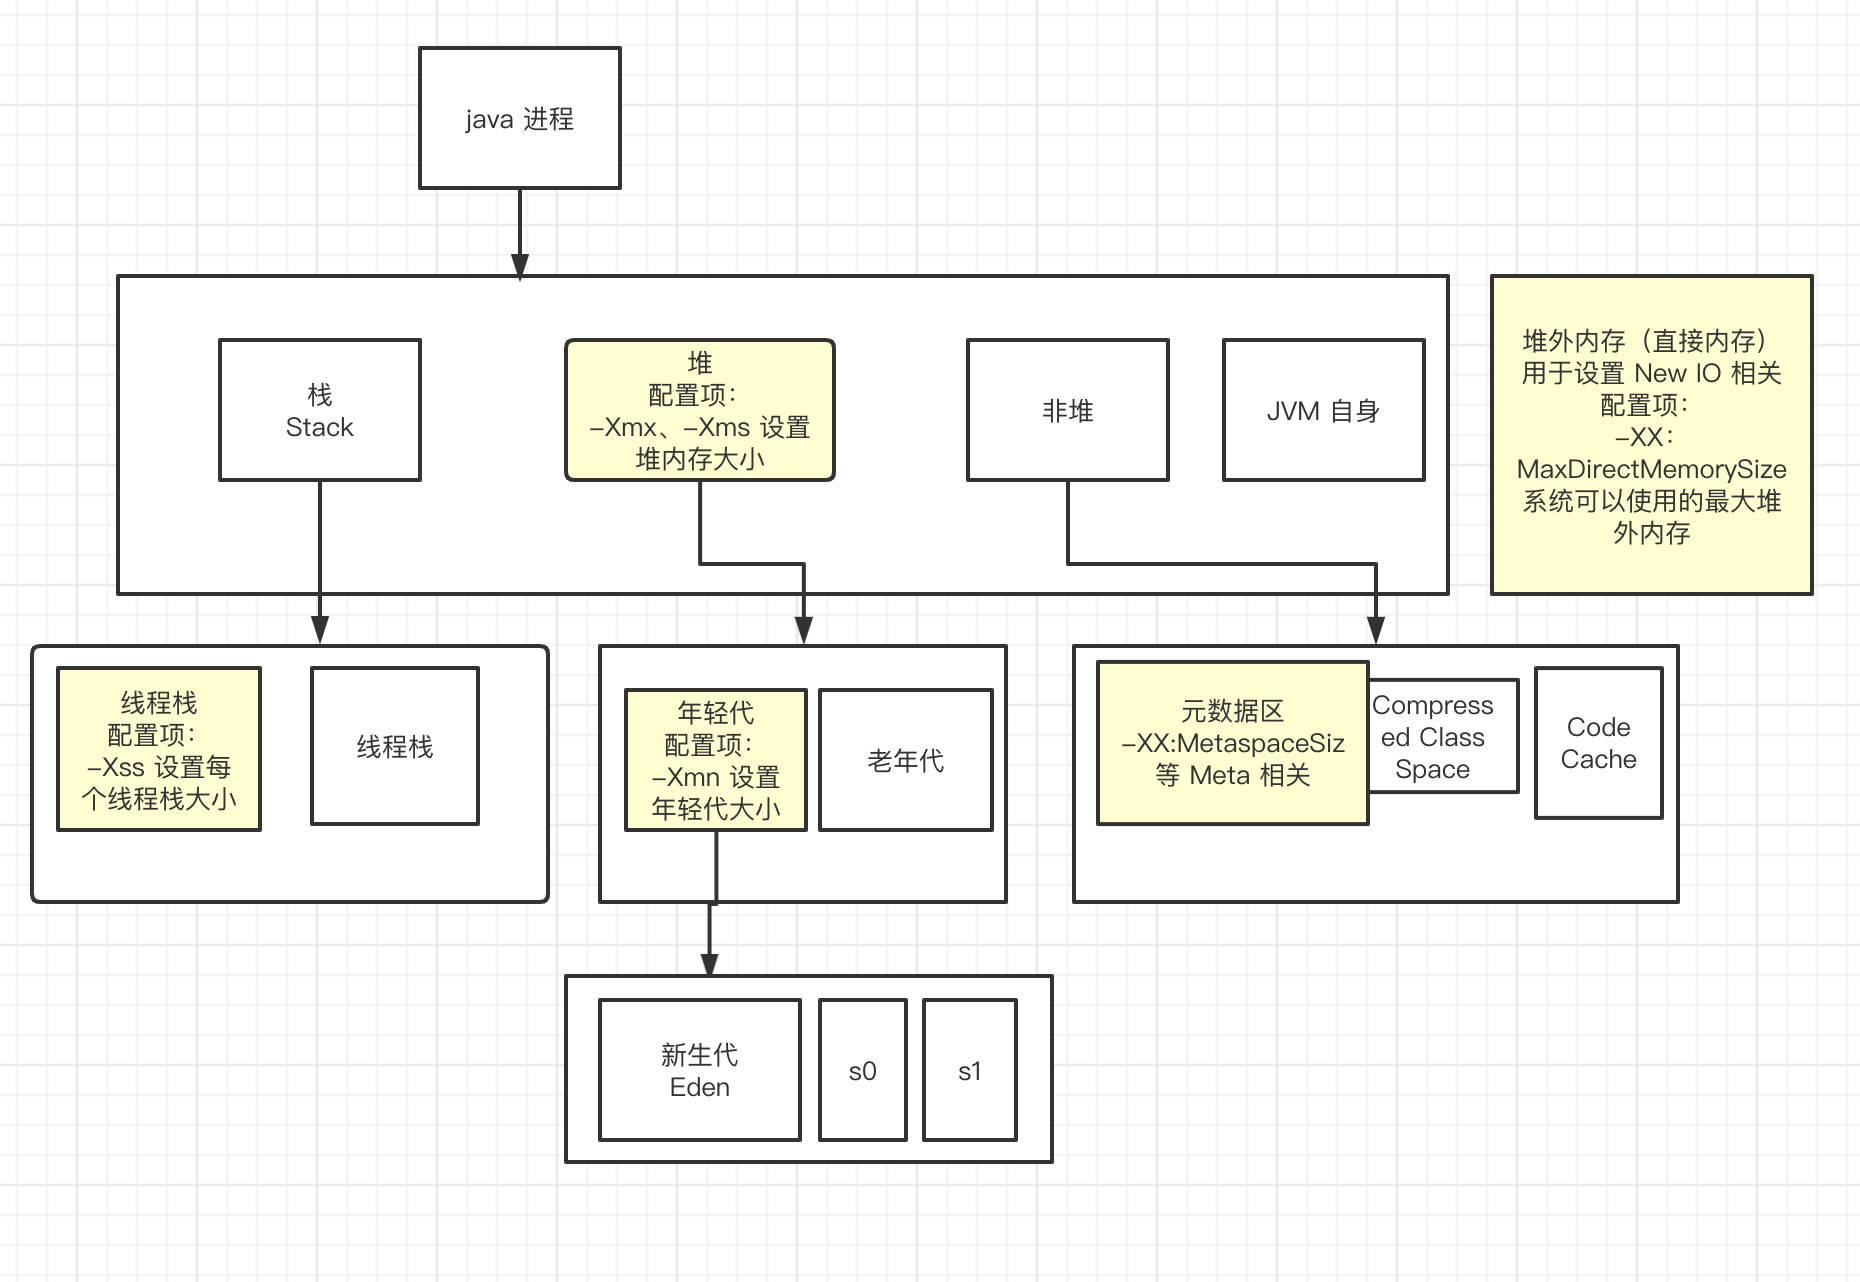 java 进程
栈
Stack
堆
配置项：
-Xmx、-Xms 设置
堆内存大小
非堆
JVM 自身
堆外内存（直接内存）
用于设置 New IO 相关
配置项：
-XX：
MaxDirectMemorySize
系统可以使用的最大堆
外内存
线程栈
配置项：
-Xss 设置每
个线程栈大小
线程栈
年轻代
配置项：
-Xmn 设置
年轻代大小
老年代
元数据区
-XX:MetaspaceSiz
等 Meta 相关
Compress
ed Class
Space
Code
Cache
新生代
Eden
s0
s1